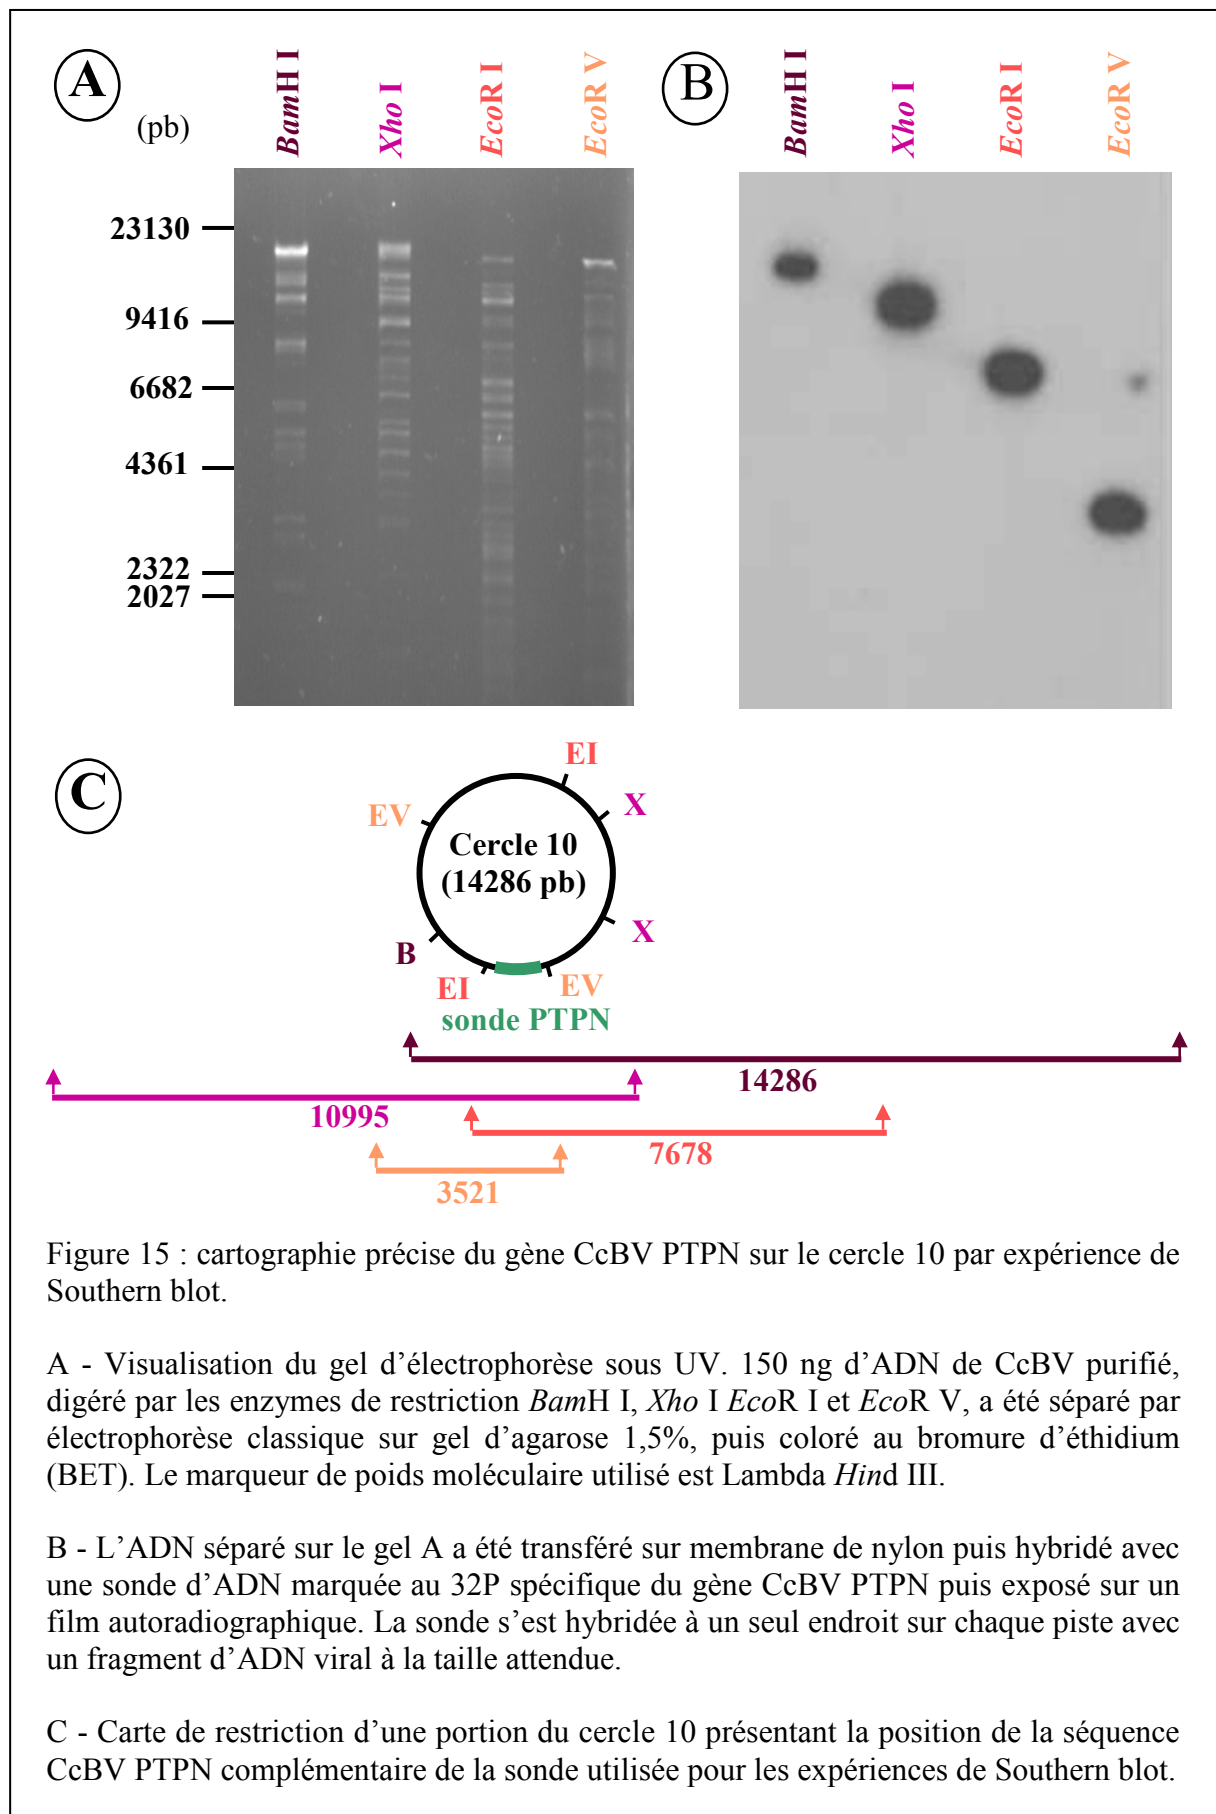 A
(pb)
BamH I
Xho I
EcoR I
EcoR V
23130
9416
6682
4361
2322
2027
B
BamH I
Xho I
EcoR I
EcoR V
C
EI
X
EV
Cercle 10
(14286 pb)
X
B
EI
EV
sonde PTPN
14286
10995
7678
3521
Figure 15 : cartographie précise du gène CcBV PTPN sur le cercle 10 par expérience de
Southern blot.
A - Visualisation du gel d’électrophorèse sous UV. 150 ng d’ADN de CcBV purifié,
digéré par les enzymes de restriction BamH I, Xho I EcoR I et EcoR V, a été séparé par
électrophorèse classique sur gel d’agarose 1,5%, puis coloré au bromure d’éthidium
(BET). Le marqueur de poids moléculaire utilisé est Lambda Hind III.
B - L’ADN séparé sur le gel A a été transféré sur membrane de nylon puis hybridé avec
une sonde d’ADN marquée au 32P spécifique du gène CcBV PTPN puis exposé sur un
film autoradiographique. La sonde s’est hybridée à un seul endroit sur chaque piste avec
un fragment d’ADN viral à la taille attendue.
C - Carte de restriction d’une portion du cercle 10 présentant la position de la séquence
CcBV PTPN complémentaire de la sonde utilisée pour les expériences de Southern blot.